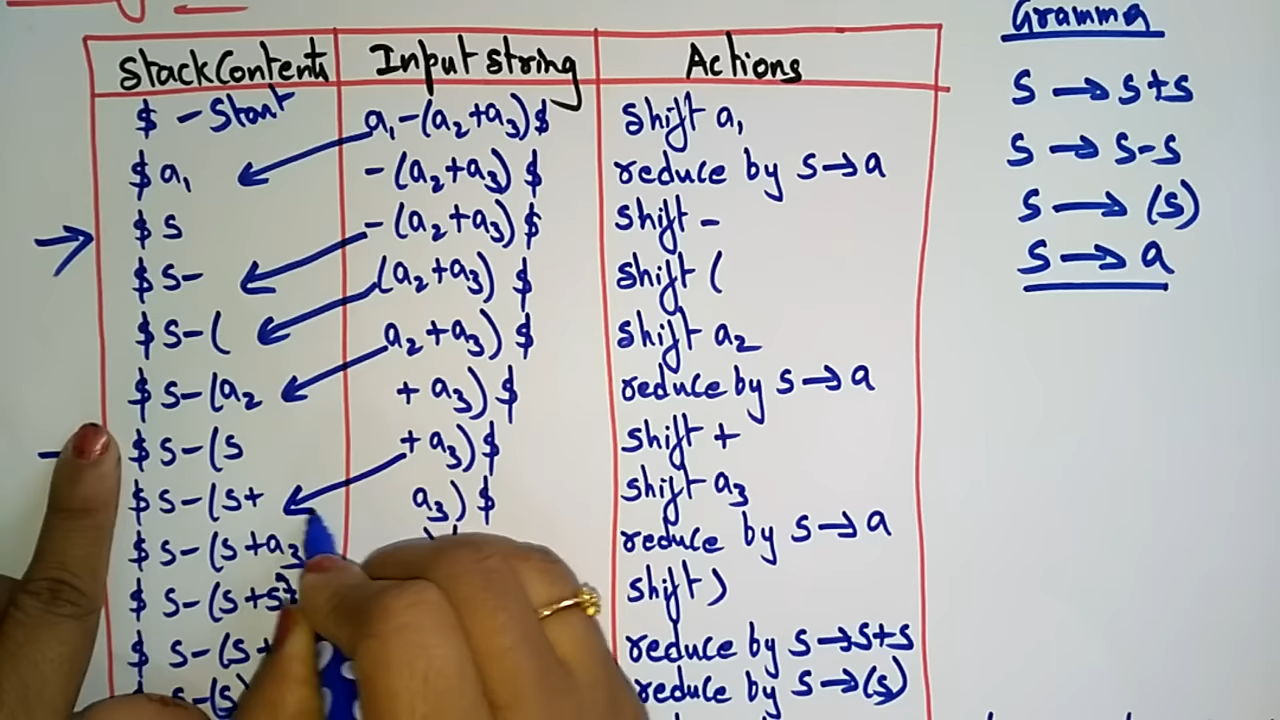 Stack Contents Input string Actions
$ - Start a₁-(a₂+a₃)$ shift a₁
$a₁ -(a₂+a₃)$ reduce by s→a
$s -(a₂+a₃)$ shift -
$s- (a₂+a₃)$ shift (
$s-( a₂+a₃)$ shift a₂
$s-(a₂ +a₃)$ reduce by s→a
$s-(s +a₃)$ shift +
$s-(s+ a₃)$ shift a₃
$s-(s+a₃ reduce by s→a
$s-(s+s shift )
$ s-(s+ reduce by s→s+s
s-(s) reduce by s→(s)
Gramma
s→s+s
s→s-s
s→(s)
s→a